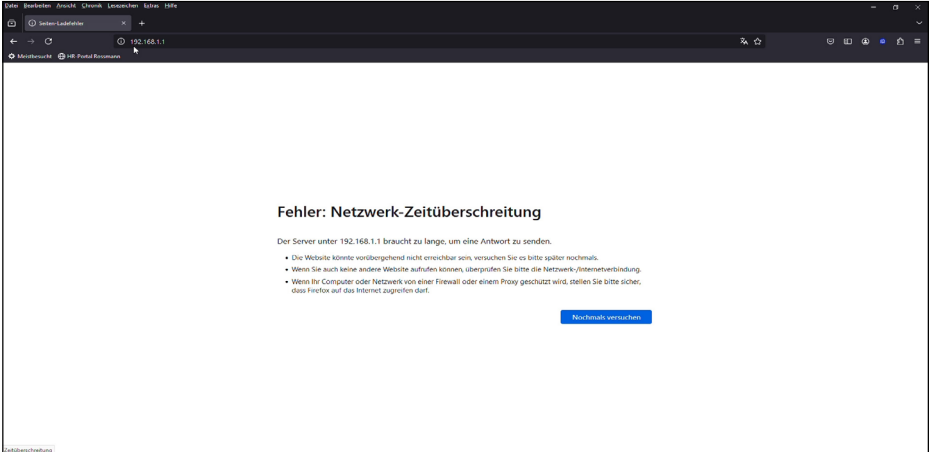 Datei Bearbeiten Ansicht Chronik Lesezeichen Extras Hilfe
Seiten-Ladefehler
192.168.1.1
Meistbesucht HR-Portal Rossmann
Fehler: Netzwerk-Zeitüberschreitung
Der Server unter 192.168.1.1 braucht zu lange, um eine Antwort zu senden.
Die Website könnte vorübergehend nicht erreichbar sein, versuchen Sie es bitte später nochmals.
Wenn Sie auch keine andere Website aufrufen können, überprüfen Sie bitte die Netzwerk-/Internetverbindung.
Wenn Ihr Computer oder Netzwerk von einer Firewall oder einem Proxy geschützt wird, stellen Sie bitte sicher,
dass Firefox auf das Internet zugreifen darf.
Nochmals versuchen
Zeitüberschreitung